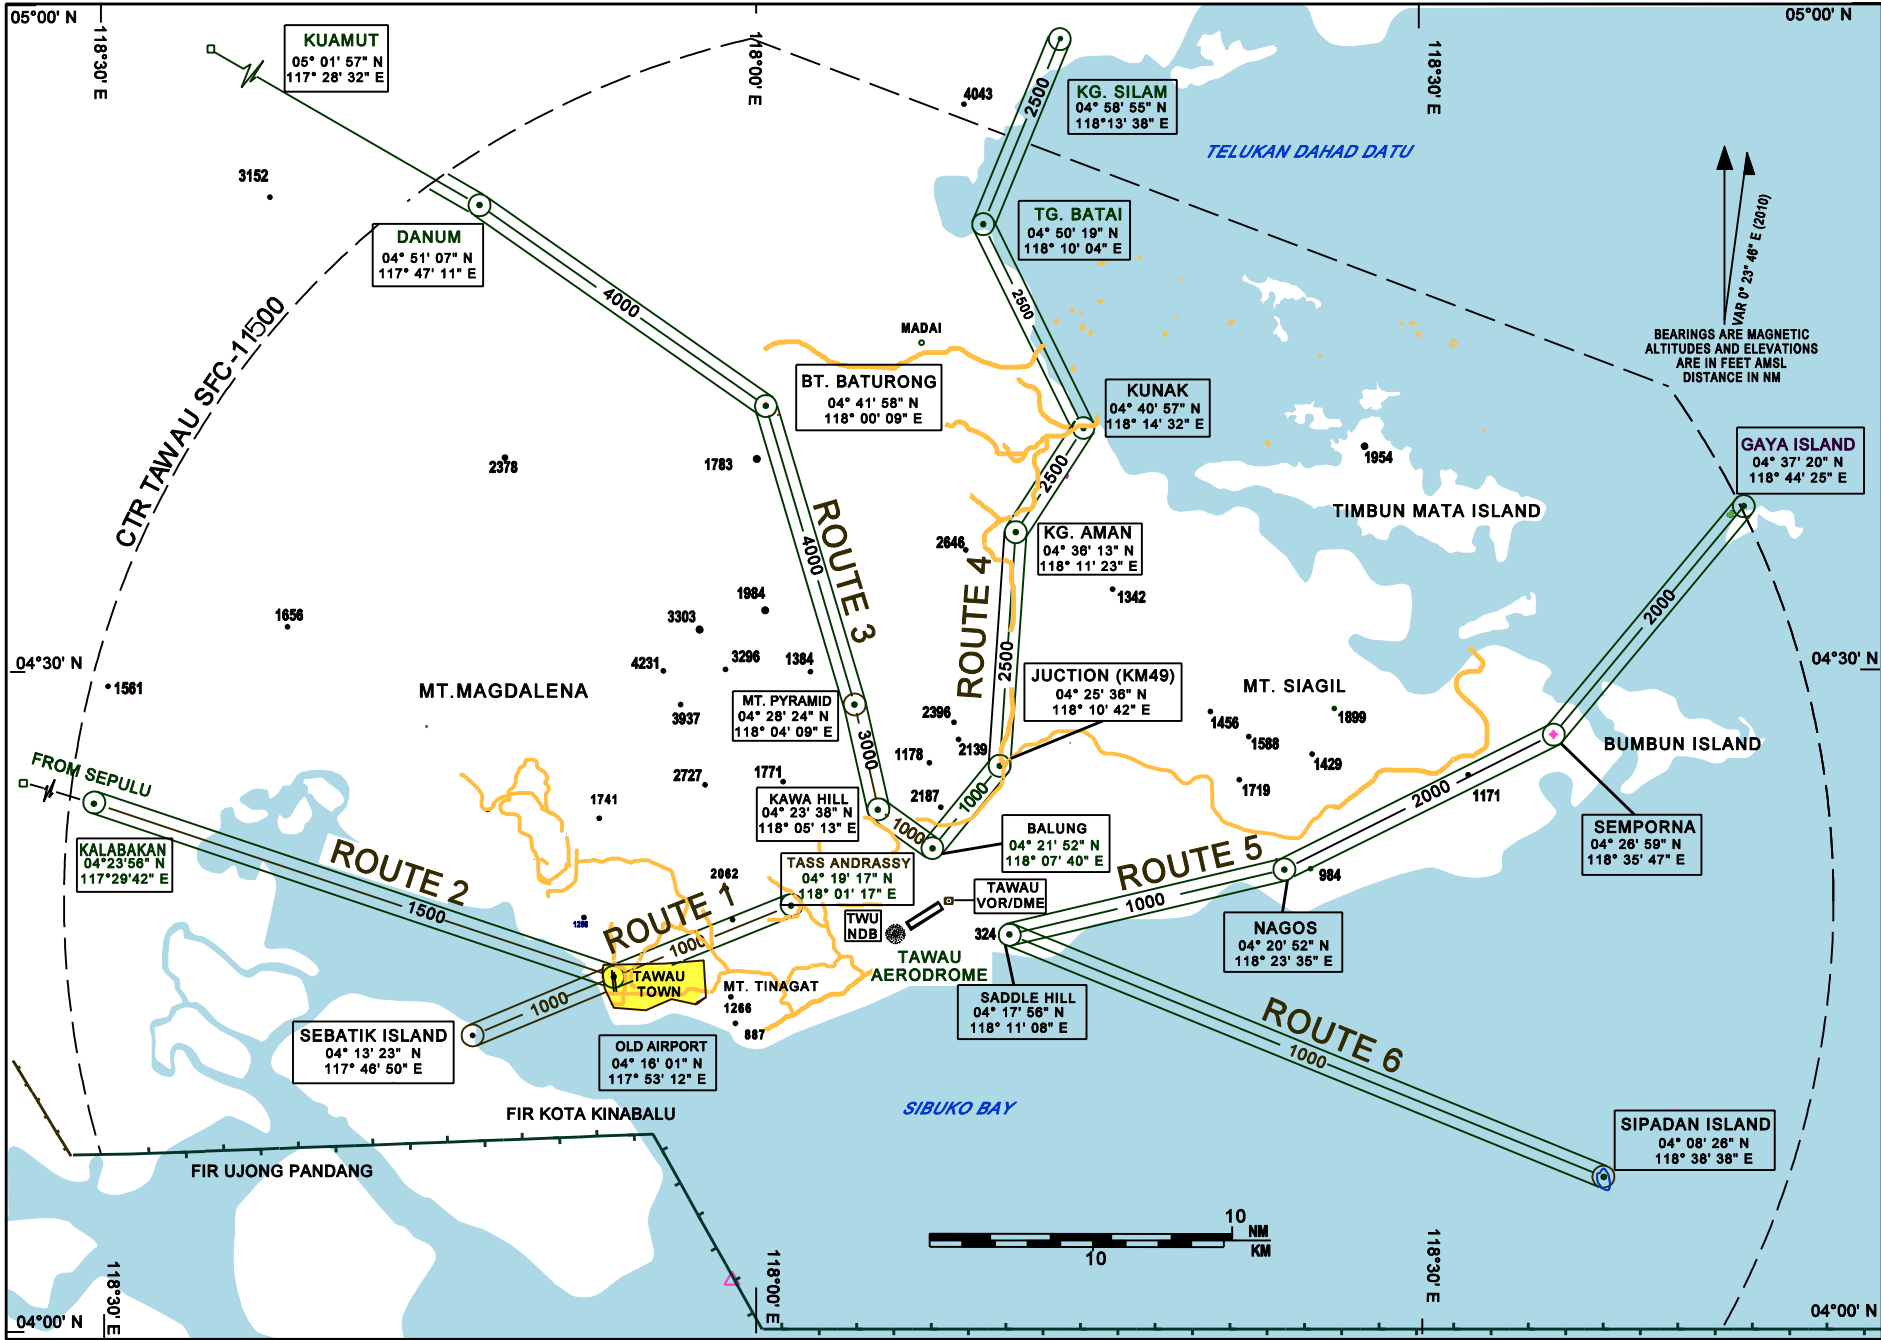 05°00' N
118°30' E
KUAMUT
05° 01' 57" N
117° 28' 32" E
118°00' E
4043
2500
KG. SILAM
04° 58' 55" N
118°13' 38" E
118°30' E
05°00' N
TELUKAN DAHAD DATU
3152
DANUM
04° 51' 07" N
117° 47' 11" E
TG. BATAI
04° 50' 19" N
118° 10' 04" E
VAR 0° 23' 46" E (2010)
BEARINGS ARE MAGNETIC
ALTITUDES AND ELEVATIONS
ARE IN FEET AMSL
DISTANCE IN NM
CTR TAWAU SFC-11500
4000
2500
MADAI
BT. BATURONG
04° 41' 58" N
118° 00' 09" E
KUNAK
04° 40' 57" N
118° 14' 32" E
2378
1783
2500
1954
GAYA ISLAND
04° 37' 20" N
118° 44' 25" E
TIMBUN MATA ISLAND
ROUTE 3
4000
2646
KG. AMAN
04° 36' 13" N
118° 11' 23" E
1342
2000
1656
3303
1984
ROUTE 4
2500
04°30' N
4231
3296
1384
04°30' N
1561
MT.MAGDALENA
3937
MT. PYRAMID
04° 28' 24" N
118° 04' 09" E
JUCTION (KM49)
04° 25' 36" N
118° 10' 42" E
MT. SIAGIL
2396
2139
1178
3000
1456
1588
1899
1429
1719
BUMBUN ISLAND
FROM SEPULU
2727
1771
1741
2187
1000
1000
2000
1171
KAWA HILL
04° 23' 38" N
118° 05' 13" E
BALUNG
04° 21' 52" N
118° 07' 40" E
SEMPORNA
04° 26' 59" N
118° 35' 47" E
KALABAKAN
04°23'56" N
117°29'42" E
ROUTE 2
1500
2062
TASS ANDRASSY
04° 19' 17" N
118° 01' 17" E
ROUTE 5
1000
984
TAWAU
VOR/DME
TWU
NDB
ROUTE 1
1000
324
NAGOS
04° 20' 52" N
118° 23' 35" E
TAWAU
AERODROME
TAWAU
TOWN
MT. TINAGAT
1266
887
1000
SADDLE HILL
04° 17' 56" N
118° 11' 08" E
ROUTE 6
1000
SEBATIK ISLAND
04° 13' 23" N
117° 46' 50" E
OLD AIRPORT
04° 16' 01" N
117° 53' 12" E
SIBUKO BAY
FIR KOTA KINABALU
FIR UJONG PANDANG
SIPADAN ISLAND
04° 08' 26" N
118° 38' 38" E
10
NM
KM
10
118°30' E
118°00' E
118°30' E
04°00' N
04°00' N